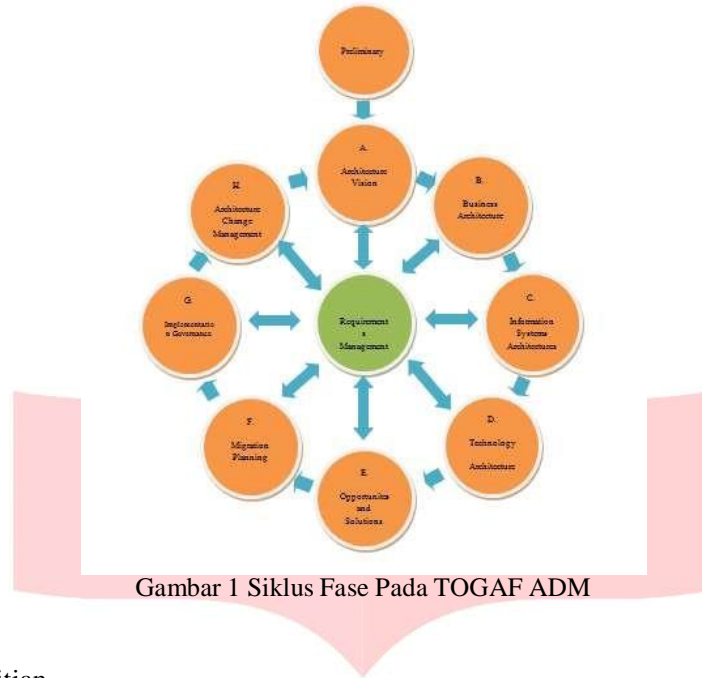 Preliminary
A.
Architecture
Vision
B.
Business
Architecture
C.
Information
Systems
Architectures
D.
Technology
Architecture
E.
Opportunites
and
Solutions
F.
Migration
Planning
G.
Implementatio
n Governance
H.
Architecture
Change
Management
Requirement
s
Management
Gambar 1 Siklus Fase Pada TOGAF ADM